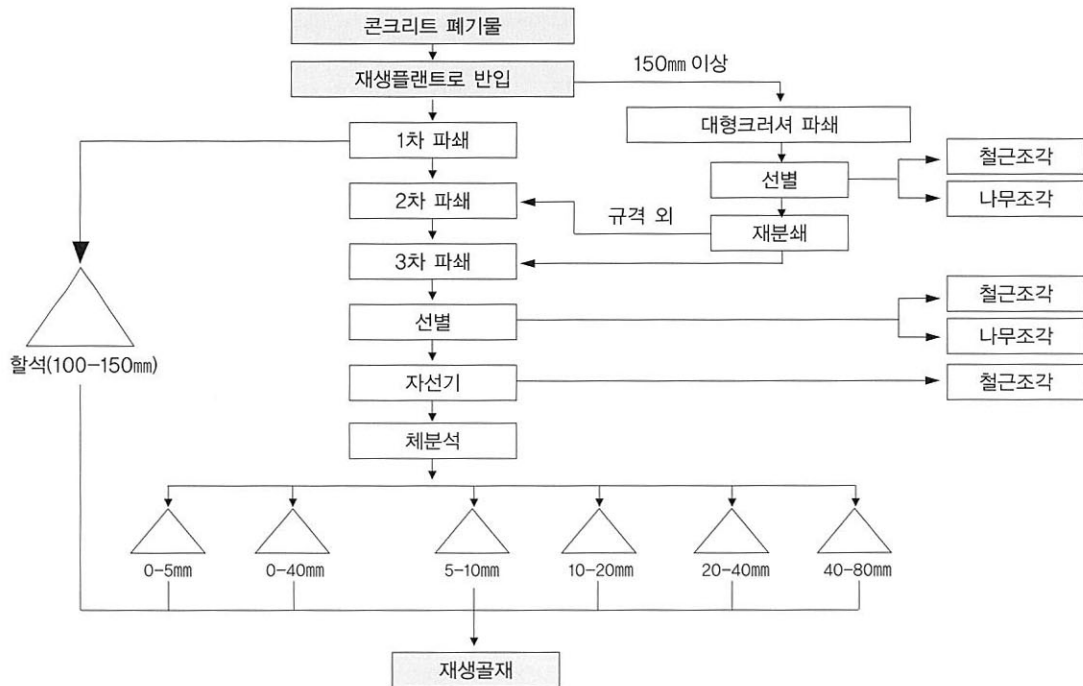 콘크리트 폐기물
재생플랜트로 반입
150㎜ 이상
대형크러셔 파쇄
1차 파쇄
철근조각
선별
나무조각
2차 파쇄
규격 외
재분쇄
3차 파쇄
철근조각
선별
나무조각
할석(100-150㎜)
자선기
철근조각
체분석
0-5㎜
0-40㎜
5-10㎜
10-20㎜
20-40㎜
40-80㎜
재생골재